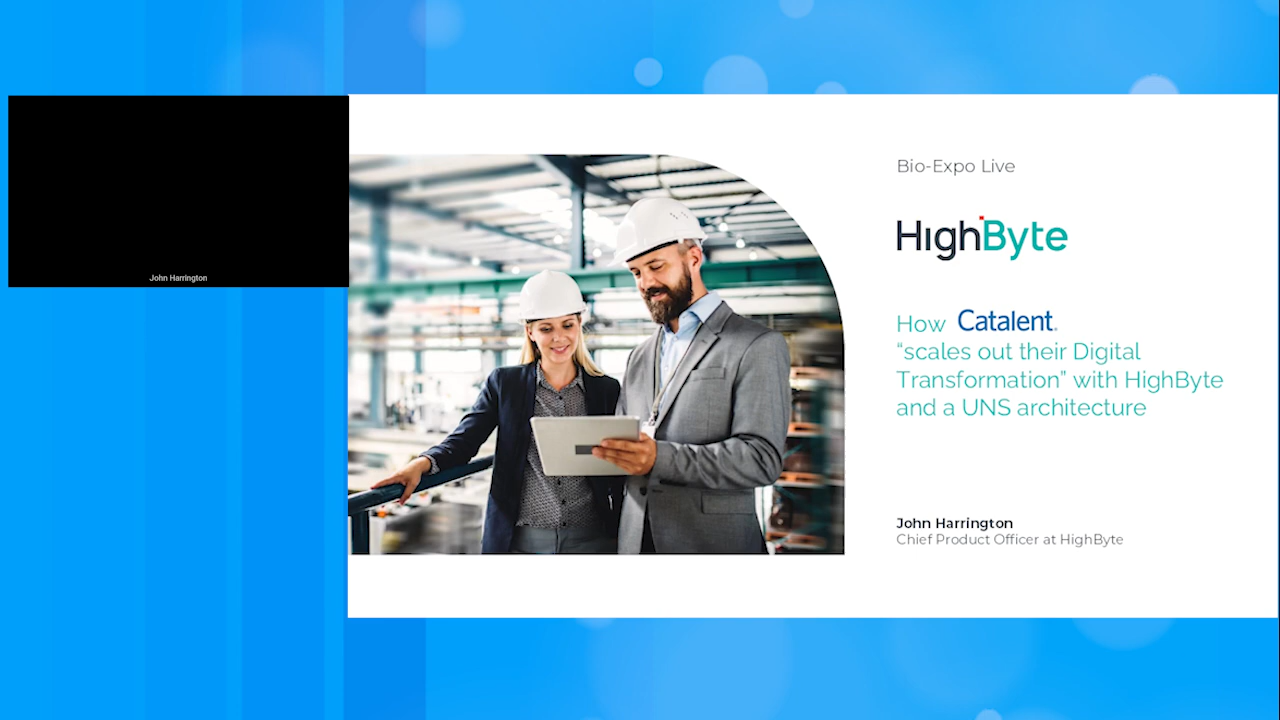 John Harrington
Bio-Expo Live
HighByte
How Catalent.
“scales out their Digital
Transformation” with HighByte
and a UNS architecture
John Harrington
Chief Product Officer at HighByte